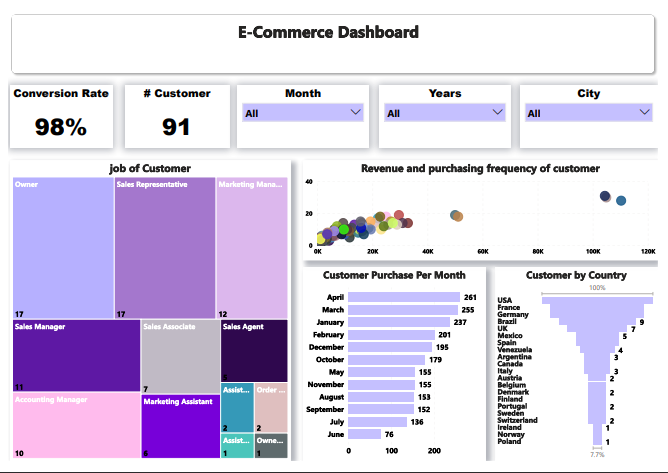 E-Commerce Dashboard
Conversion Rate
98%
# Customer
91
Month
All
Years
All
City
All
job of Customer
Owner
17
Sales Representative
17
Marketing Mana...
12
Sales Manager
11
Sales Associate
7
Sales Agent
Accounting Manager
10
Marketing Assistant
6
Assist...
2
Order ...
2
Assist...
1
Owne...
1
Revenue and purchasing frequency of customer
40
20
0
0K 20K 40K 60K 80K 100K 120K
Customer Purchase Per Month
April 261
March 255
January 237
February 201
December 195
October 179
May 155
November 155
August 153
September 152
July 136
June 76
0 100 200
Customer by Country
100%
USA
France
Germany
Brazil 9
UK 7
Mexico 5
Spain
Venezuela 4
Argentina 3
Canada
Italy 3
Austria 2
Belgium
Denmark 2
Finland
Portugal 2
Sweden
Switzerland 2
Ireland 1
Norway
Poland 1
7.7%